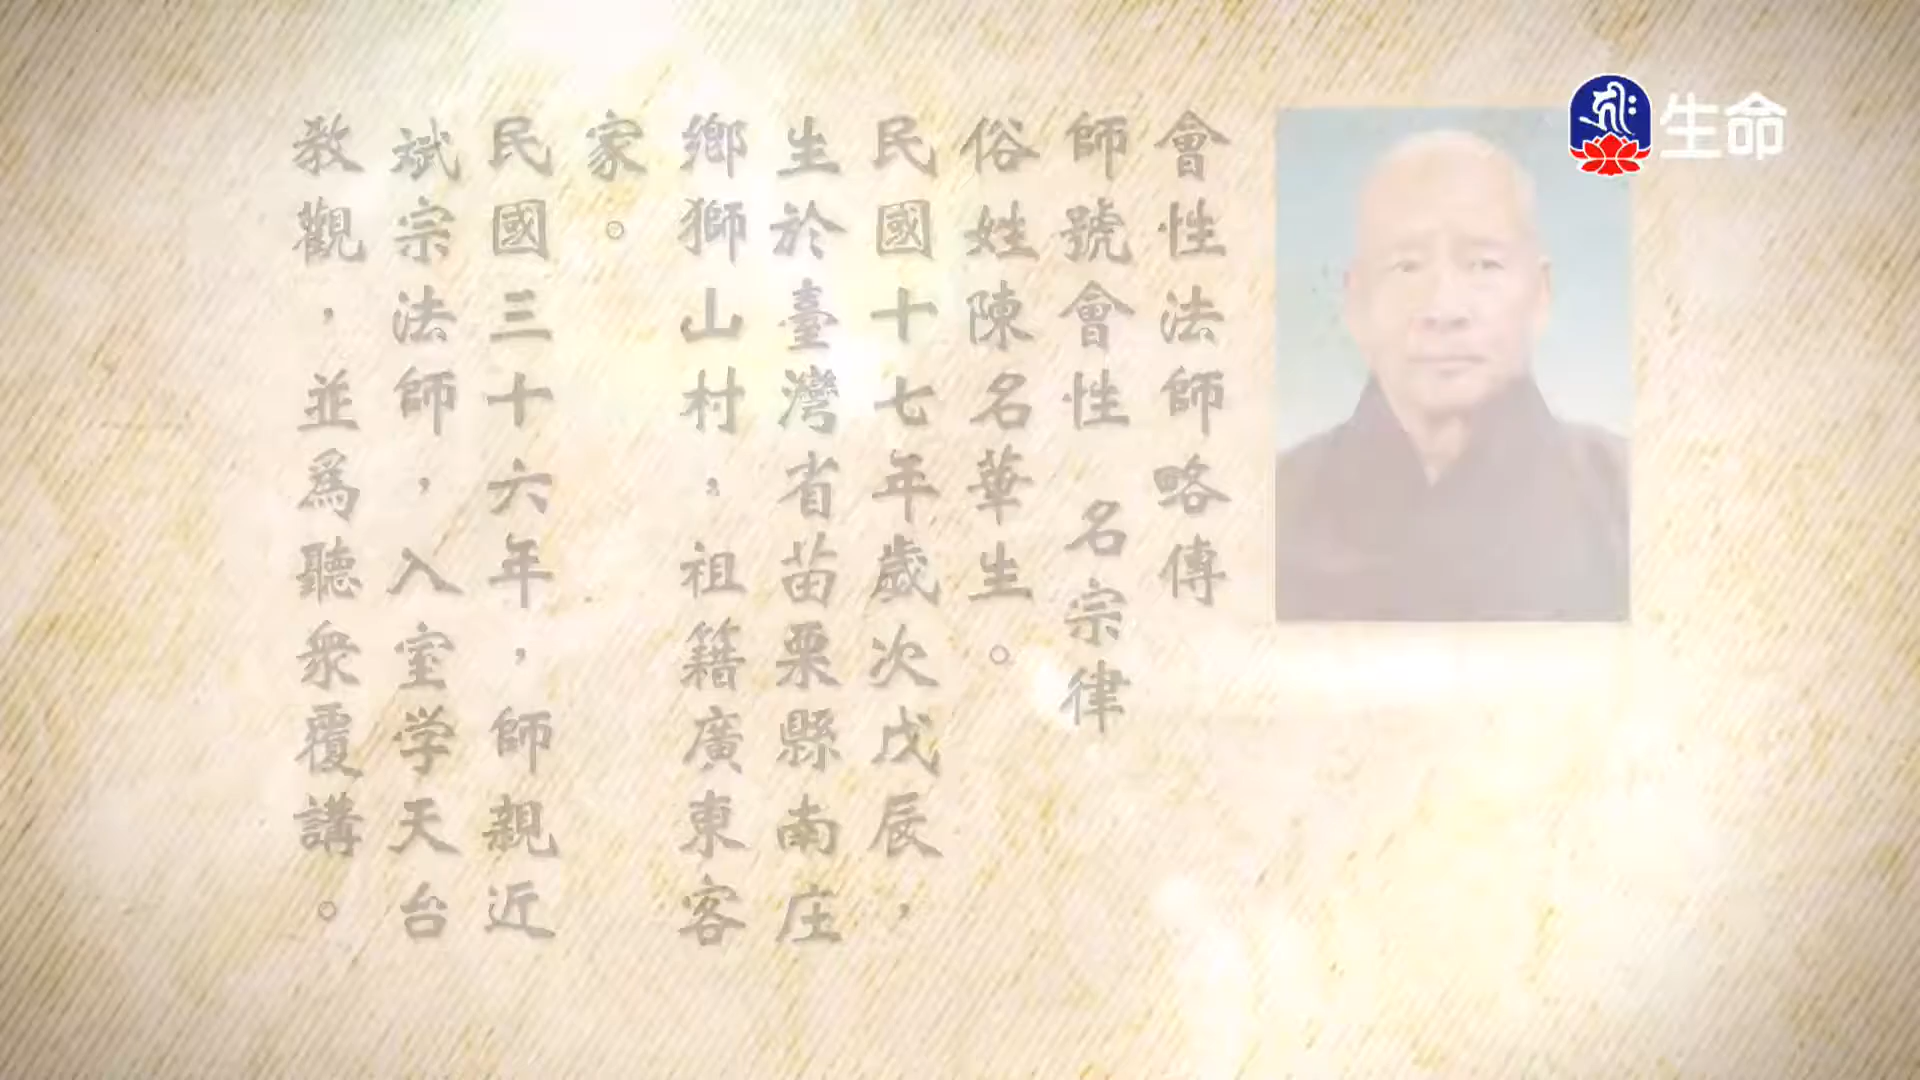 會性法師略傳
師號會性 名宗律
俗姓陳名華生。
民國十七年歲次戊辰，
生於臺灣省苗栗縣南庄
鄉獅山村，祖籍廣東客
家。
民國三十六年，師親近
斌宗法師，入室学天台
教觀，並為聽眾覆講。
生命